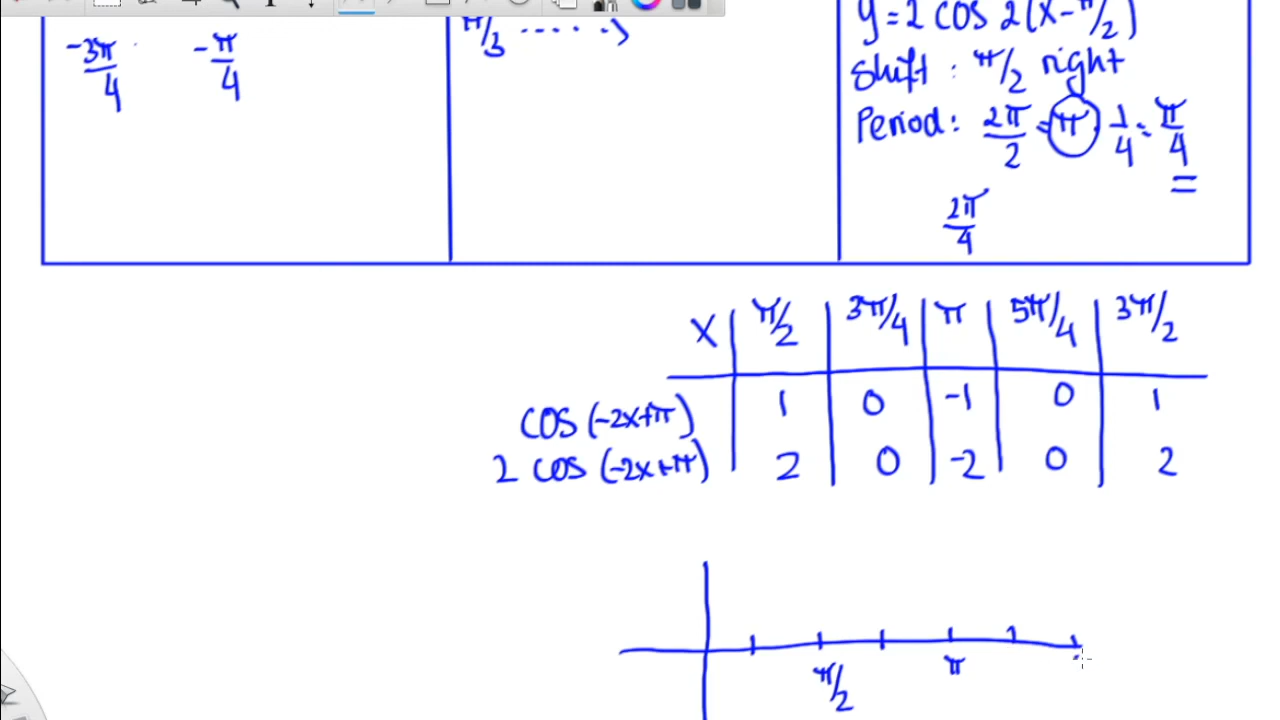 -3π/4 -π/4
π/3 ......
y = 2 cos 2(x - π/2)
Shift : π/2 right
Period : 2π/2 = π · 1/4 = π/4
2π/4
x π/2 3π/4 π 5π/4 3π/2
cos (-2x+π) 1 0 -1 0 1
2 cos (-2x+π) 2 0 -2 0 2
π/2 π